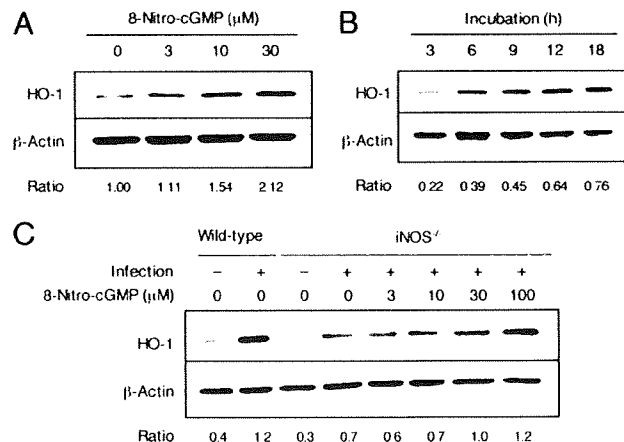 A
8-Nitro-cGMP (μM)
0 3 10 30
HO-1
β-Actin
Ratio 1.00 1.11 1.54 2.12
B
Incubation (h)
3 6 9 12 18
HO-1
β-Actin
Ratio 0.22 0.39 0.45 0.64 0.76
C
Wild-type iNOS-/-
Infection − + − + + + + +
8-Nitro-cGMP (μM) 0 0 0 0 3 10 30 100
HO-1
β-Actin
Ratio 0.4 1.2 0.3 0.7 0.6 0.7 1.0 1.2